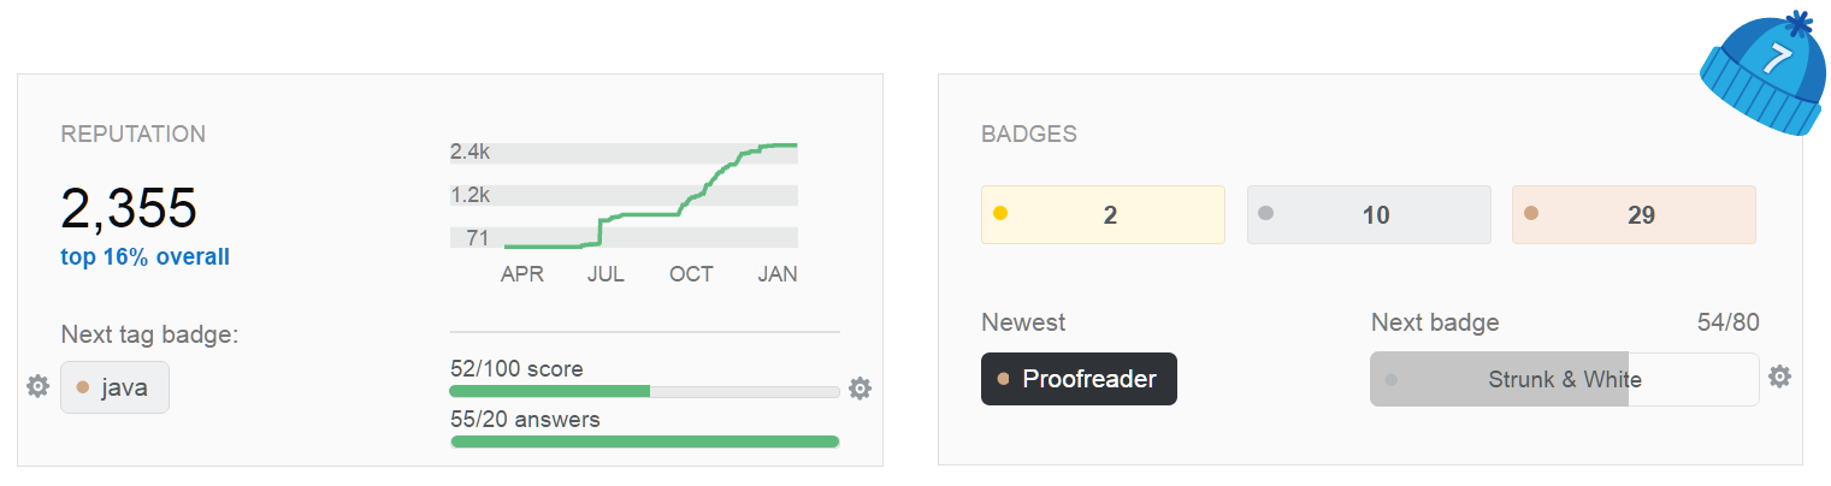 7
REPUTATION
2,355
top 16% overall
2.4k
1.2k
71
APR JUL OCT JAN
Next tag badge:
java
52/100 score
55/20 answers
BADGES
2 10 29
Newest
Proofreader
Next badge 54/80
Strunk & White